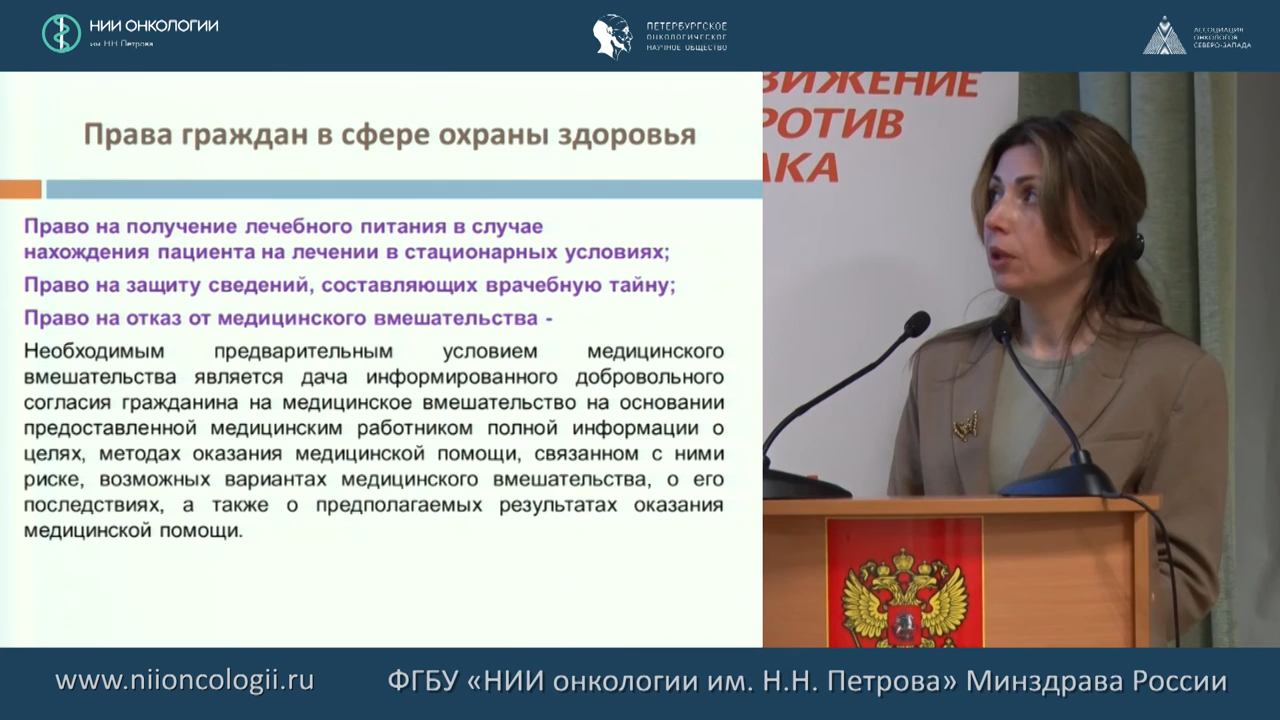 НИИ ОНКОЛОГИИ
им. Н.Н. Петрова
ПЕТЕРБУРГСКОЕ
ОНКОЛОГИЧЕСКОЕ
НАУЧНОЕ ОБЩЕСТВО
АССОЦИАЦИЯ
ОНКОЛОГОВ
СЕВЕРО-ЗАПАДА
Права граждан в сфере охраны здоровья
Право на получение лечебного питания в случае
нахождения пациента на лечении в стационарных условиях;
Право на защиту сведений, составляющих врачебную тайну;
Право на отказ от медицинского вмешательства -
Необходимым предварительным условием медицинского
вмешательства является дача информированного добровольного
согласия гражданина на медицинское вмешательство на основании
предоставленной медицинским работником полной информации о
целях, методах оказания медицинской помощи, связанном с ними
риске, возможных вариантах медицинского вмешательства, о его
последствиях, а также о предполагаемых результатах оказания
медицинской помощи.
ВИЖЕНИЕ
РОТИВ
АКА
www.niioncologii.ru
ФГБУ «НИИ онкологии им. Н.Н. Петрова» Минздрава России